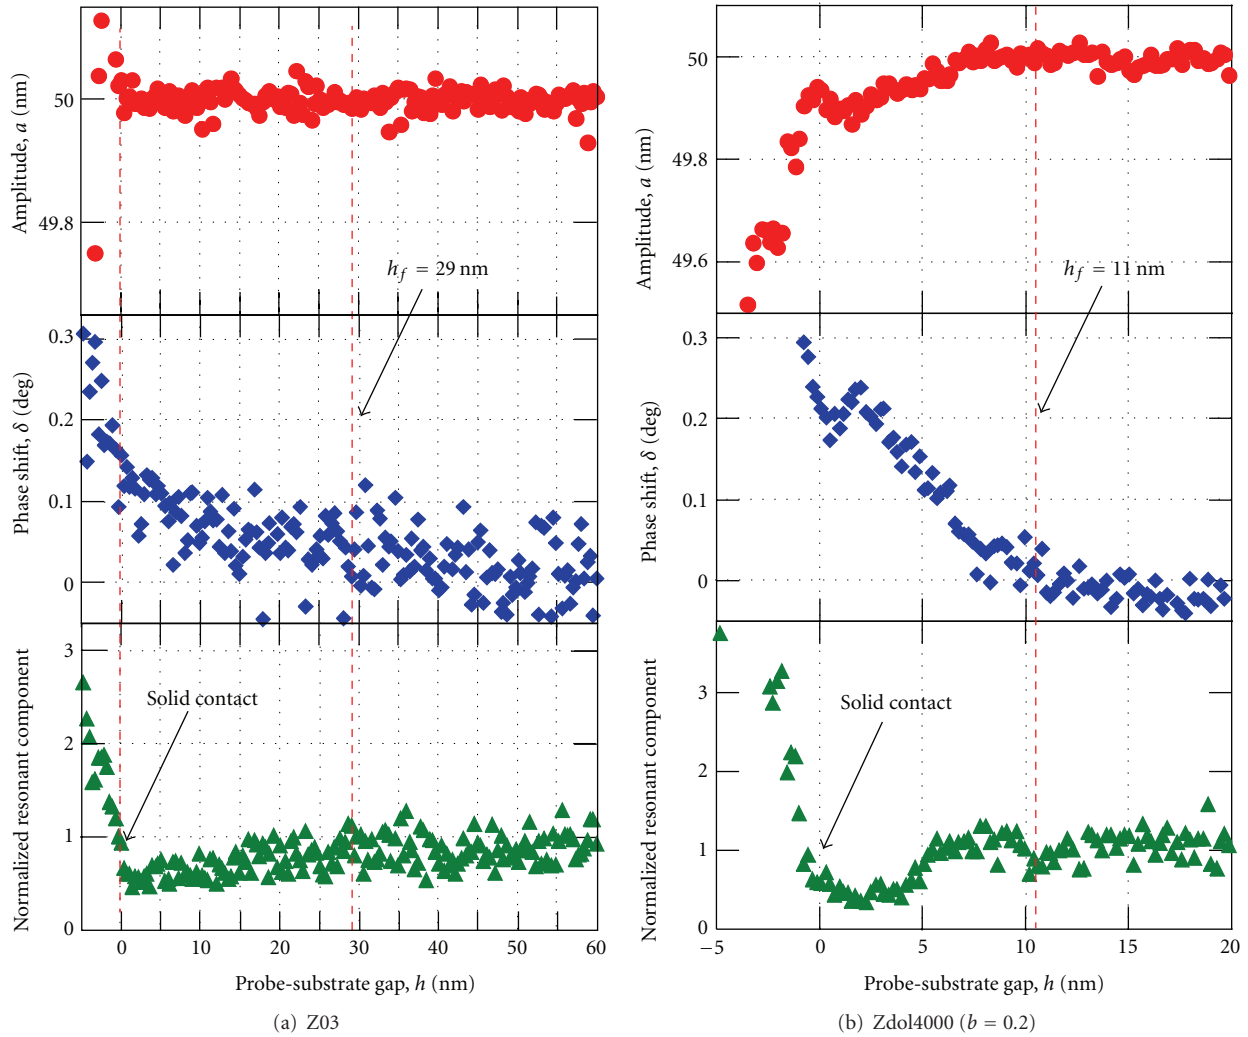 50
49.8
Amplitude, a (nm)
h_f = 29 nm
0.3
0.2
0.1
0
Phase shift, δ (deg)
3
2
1
0
Normalized resonant component
Solid contact
0 10 20 30 40 50 60
Probe-substrate gap, h (nm)
(a) Z03
50
49.8
49.6
Amplitude, a (nm)
h_f = 11 nm
0.3
0.2
0.1
0
Phase shift, δ (deg)
3
2
1
0
Normalized resonant component
Solid contact
−5 0 5 10 15 20
Probe-substrate gap, h (nm)
(b) Zdol4000 (b = 0.2)